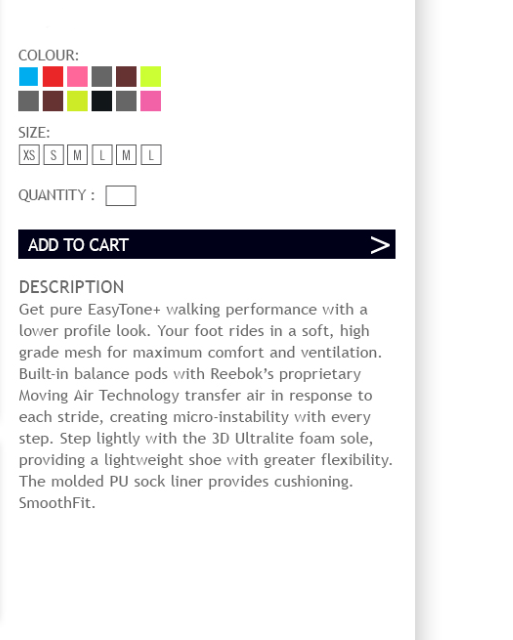 COLOUR:
SIZE:
XS S M L M L
QUANTITY :
ADD TO CART >
DESCRIPTION
Get pure EasyTone+ walking performance with a
lower profile look. Your foot rides in a soft, high
grade mesh for maximum comfort and ventilation.
Built-in balance pods with Reebok’s proprietary
Moving Air Technology transfer air in response to
each stride, creating micro-instability with every
step. Step lightly with the 3D Ultralite foam sole,
providing a lightweight shoe with greater flexibility.
The molded PU sock liner provides cushioning.
SmoothFit.